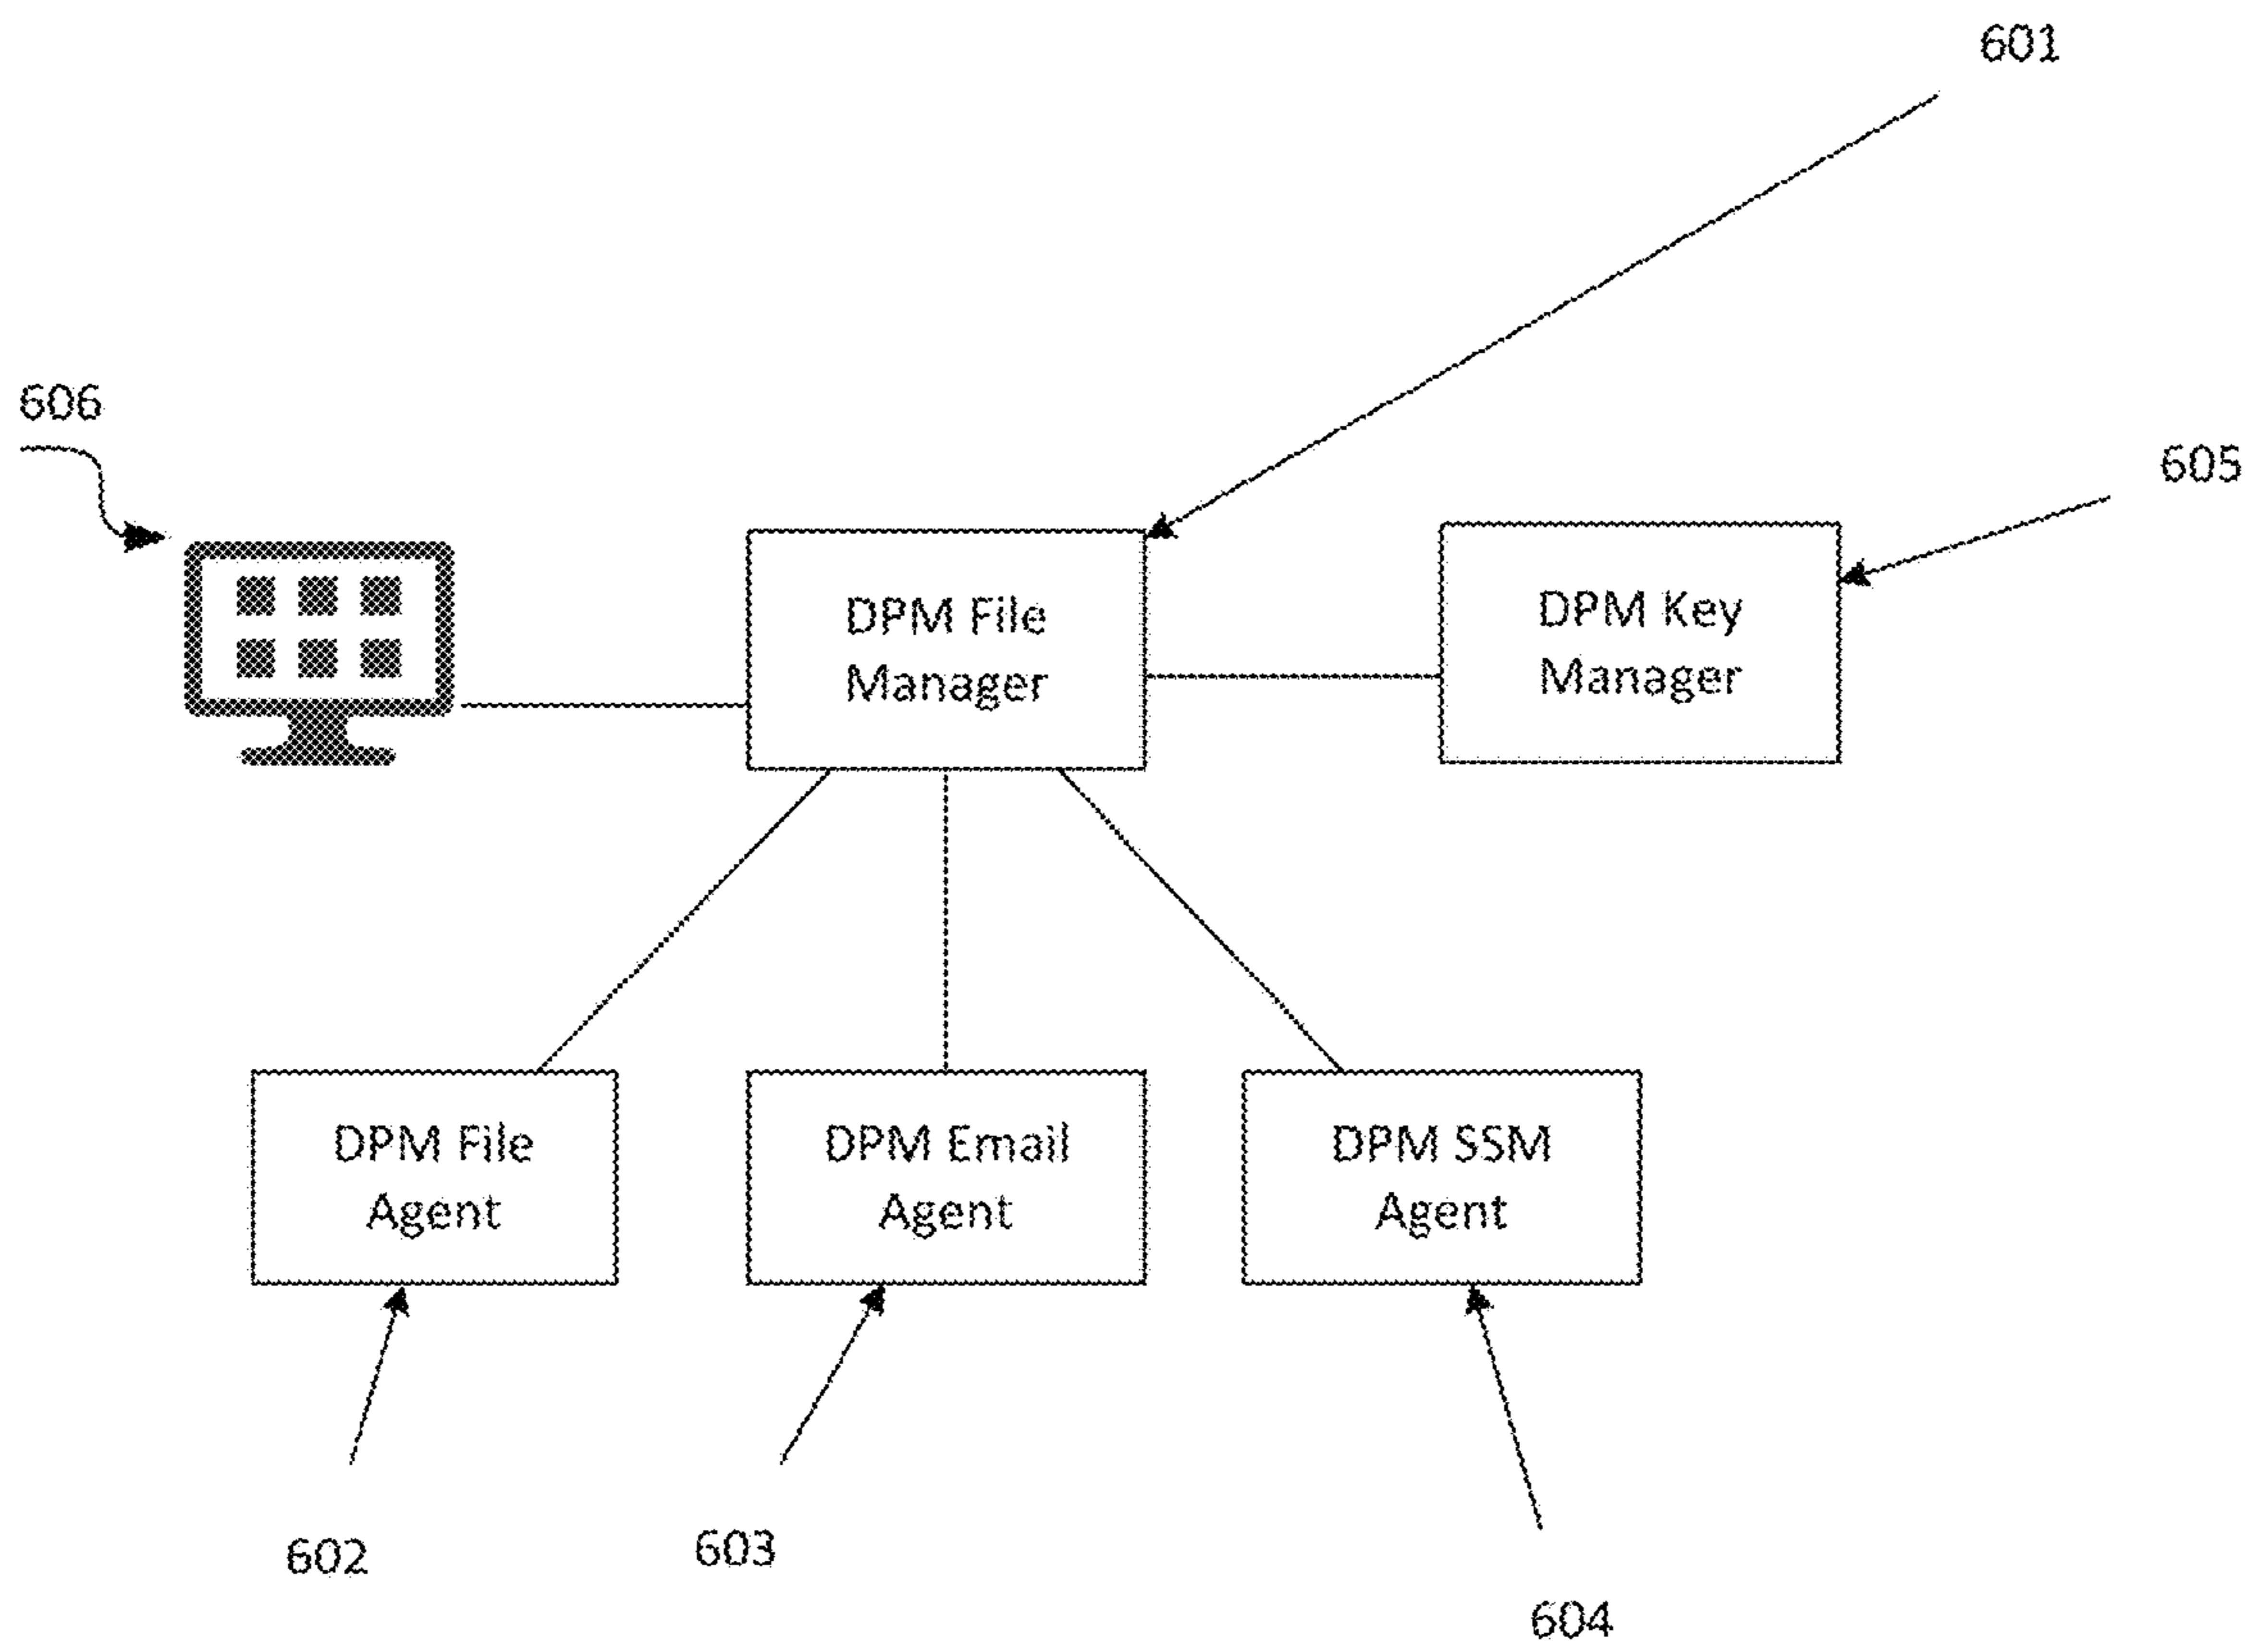 601
606
605
DPM File
Manager
DPM Key
Manager
DPM File
Agent
DPM Email
Agent
DPM SSM
Agent
602
603
604